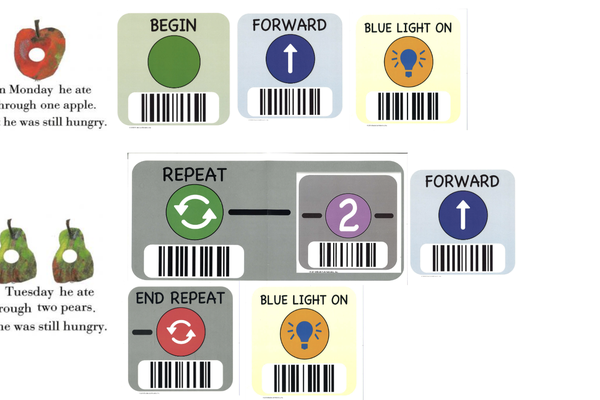 n Monday he ate
hrough one apple.
he was still hungry.
BEGIN
FORWARD
BLUE LIGHT ON
REPEAT
2
FORWARD
Tuesday he ate
rough two pears.
he was still hungry.
END REPEAT
BLUE LIGHT ON